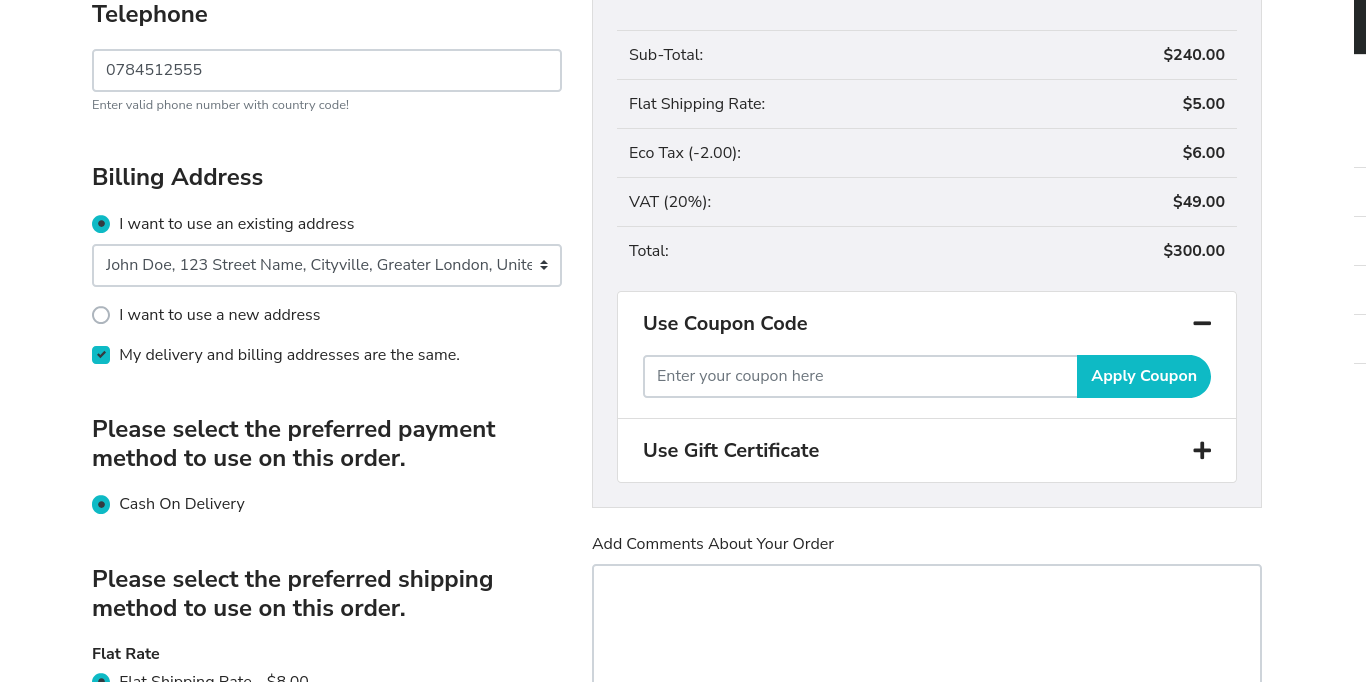 Telephone
0784512555
Enter valid phone number with country code!
Billing Address
I want to use an existing address
John Doe, 123 Street Name, Cityville, Greater London, Unite
I want to use a new address
My delivery and billing addresses are the same.
Please select the preferred payment
method to use on this order.
Cash On Delivery
Please select the preferred shipping
method to use on this order.
Flat Rate
Flat Shipping Rate - $8.00
Sub-Total: $240.00
Flat Shipping Rate: $5.00
Eco Tax (-2.00): $6.00
VAT (20%): $49.00
Total: $300.00
Use Coupon Code
Enter your coupon here
Apply Coupon
Use Gift Certificate
Add Comments About Your Order